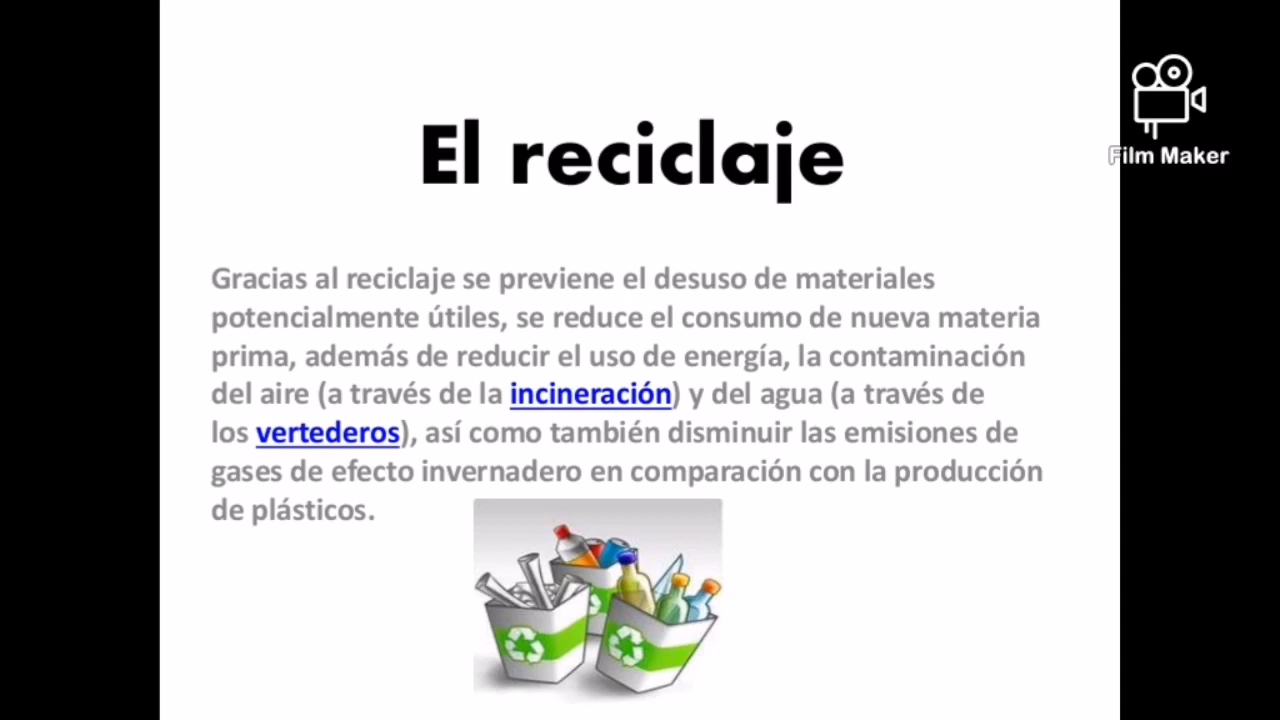 El reciclaje
Film Maker
Gracias al reciclaje se previene el desuso de materiales
potencialmente útiles, se reduce el consumo de nueva materia
prima, además de reducir el uso de energía, la contaminación
del aire (a través de la incineración) y del agua (a través de
los vertederos), así como también disminuir las emisiones de
gases de efecto invernadero en comparación con la producción
de plásticos.